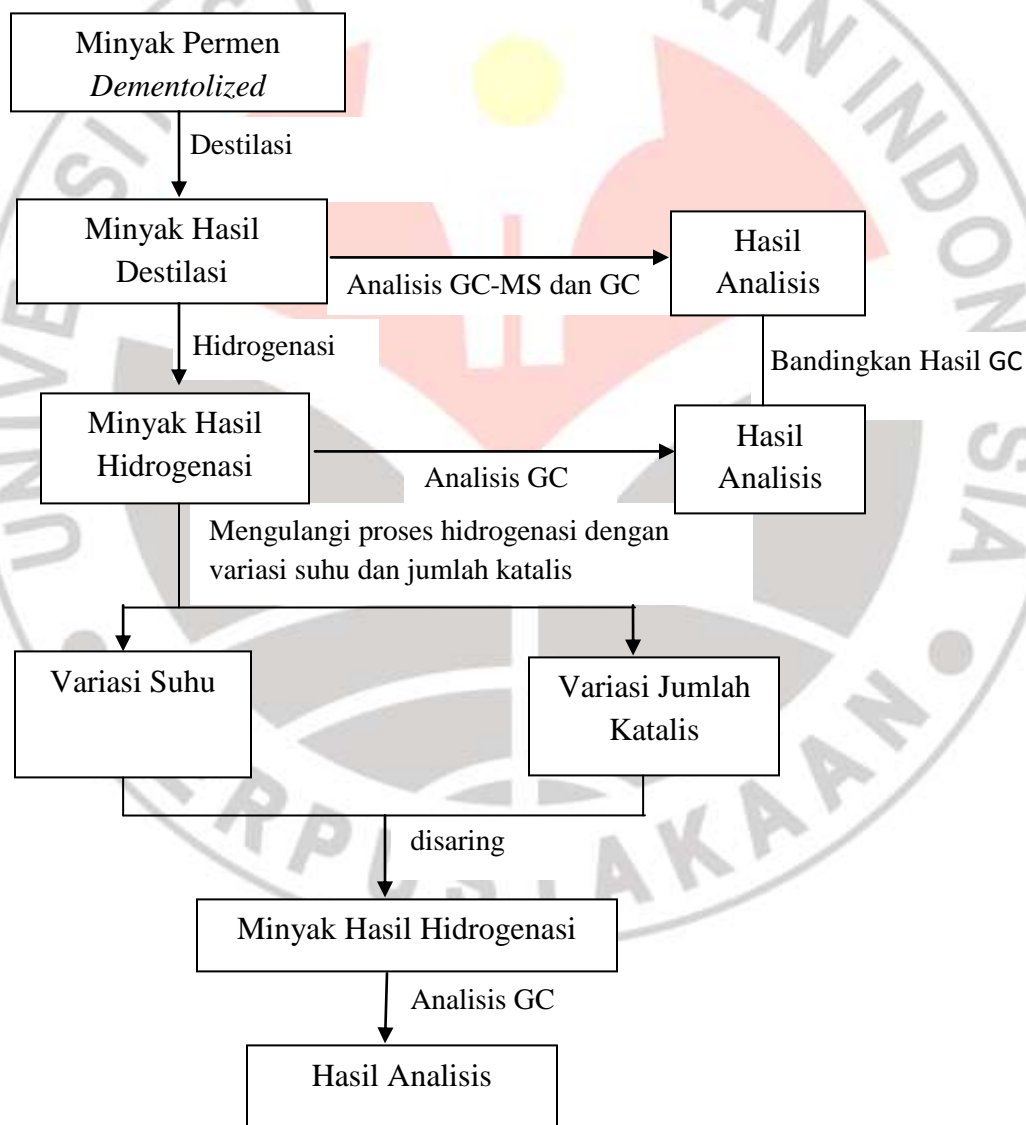 Minyak Permen
Dementolized
Destilasi
Minyak Hasil
Destilasi
Analisis GC-MS dan GC
Hasil
Analisis
Hidrogenasi
Bandingkan Hasil GC
Minyak Hasil
Hidrogenasi
Analisis GC
Hasil
Analisis
Mengulangi proses hidrogenasi dengan
variasi suhu dan jumlah katalis
Variasi Suhu
Variasi Jumlah
Katalis
disaring
Minyak Hasil Hidrogenasi
Analisis GC
Hasil Analisis